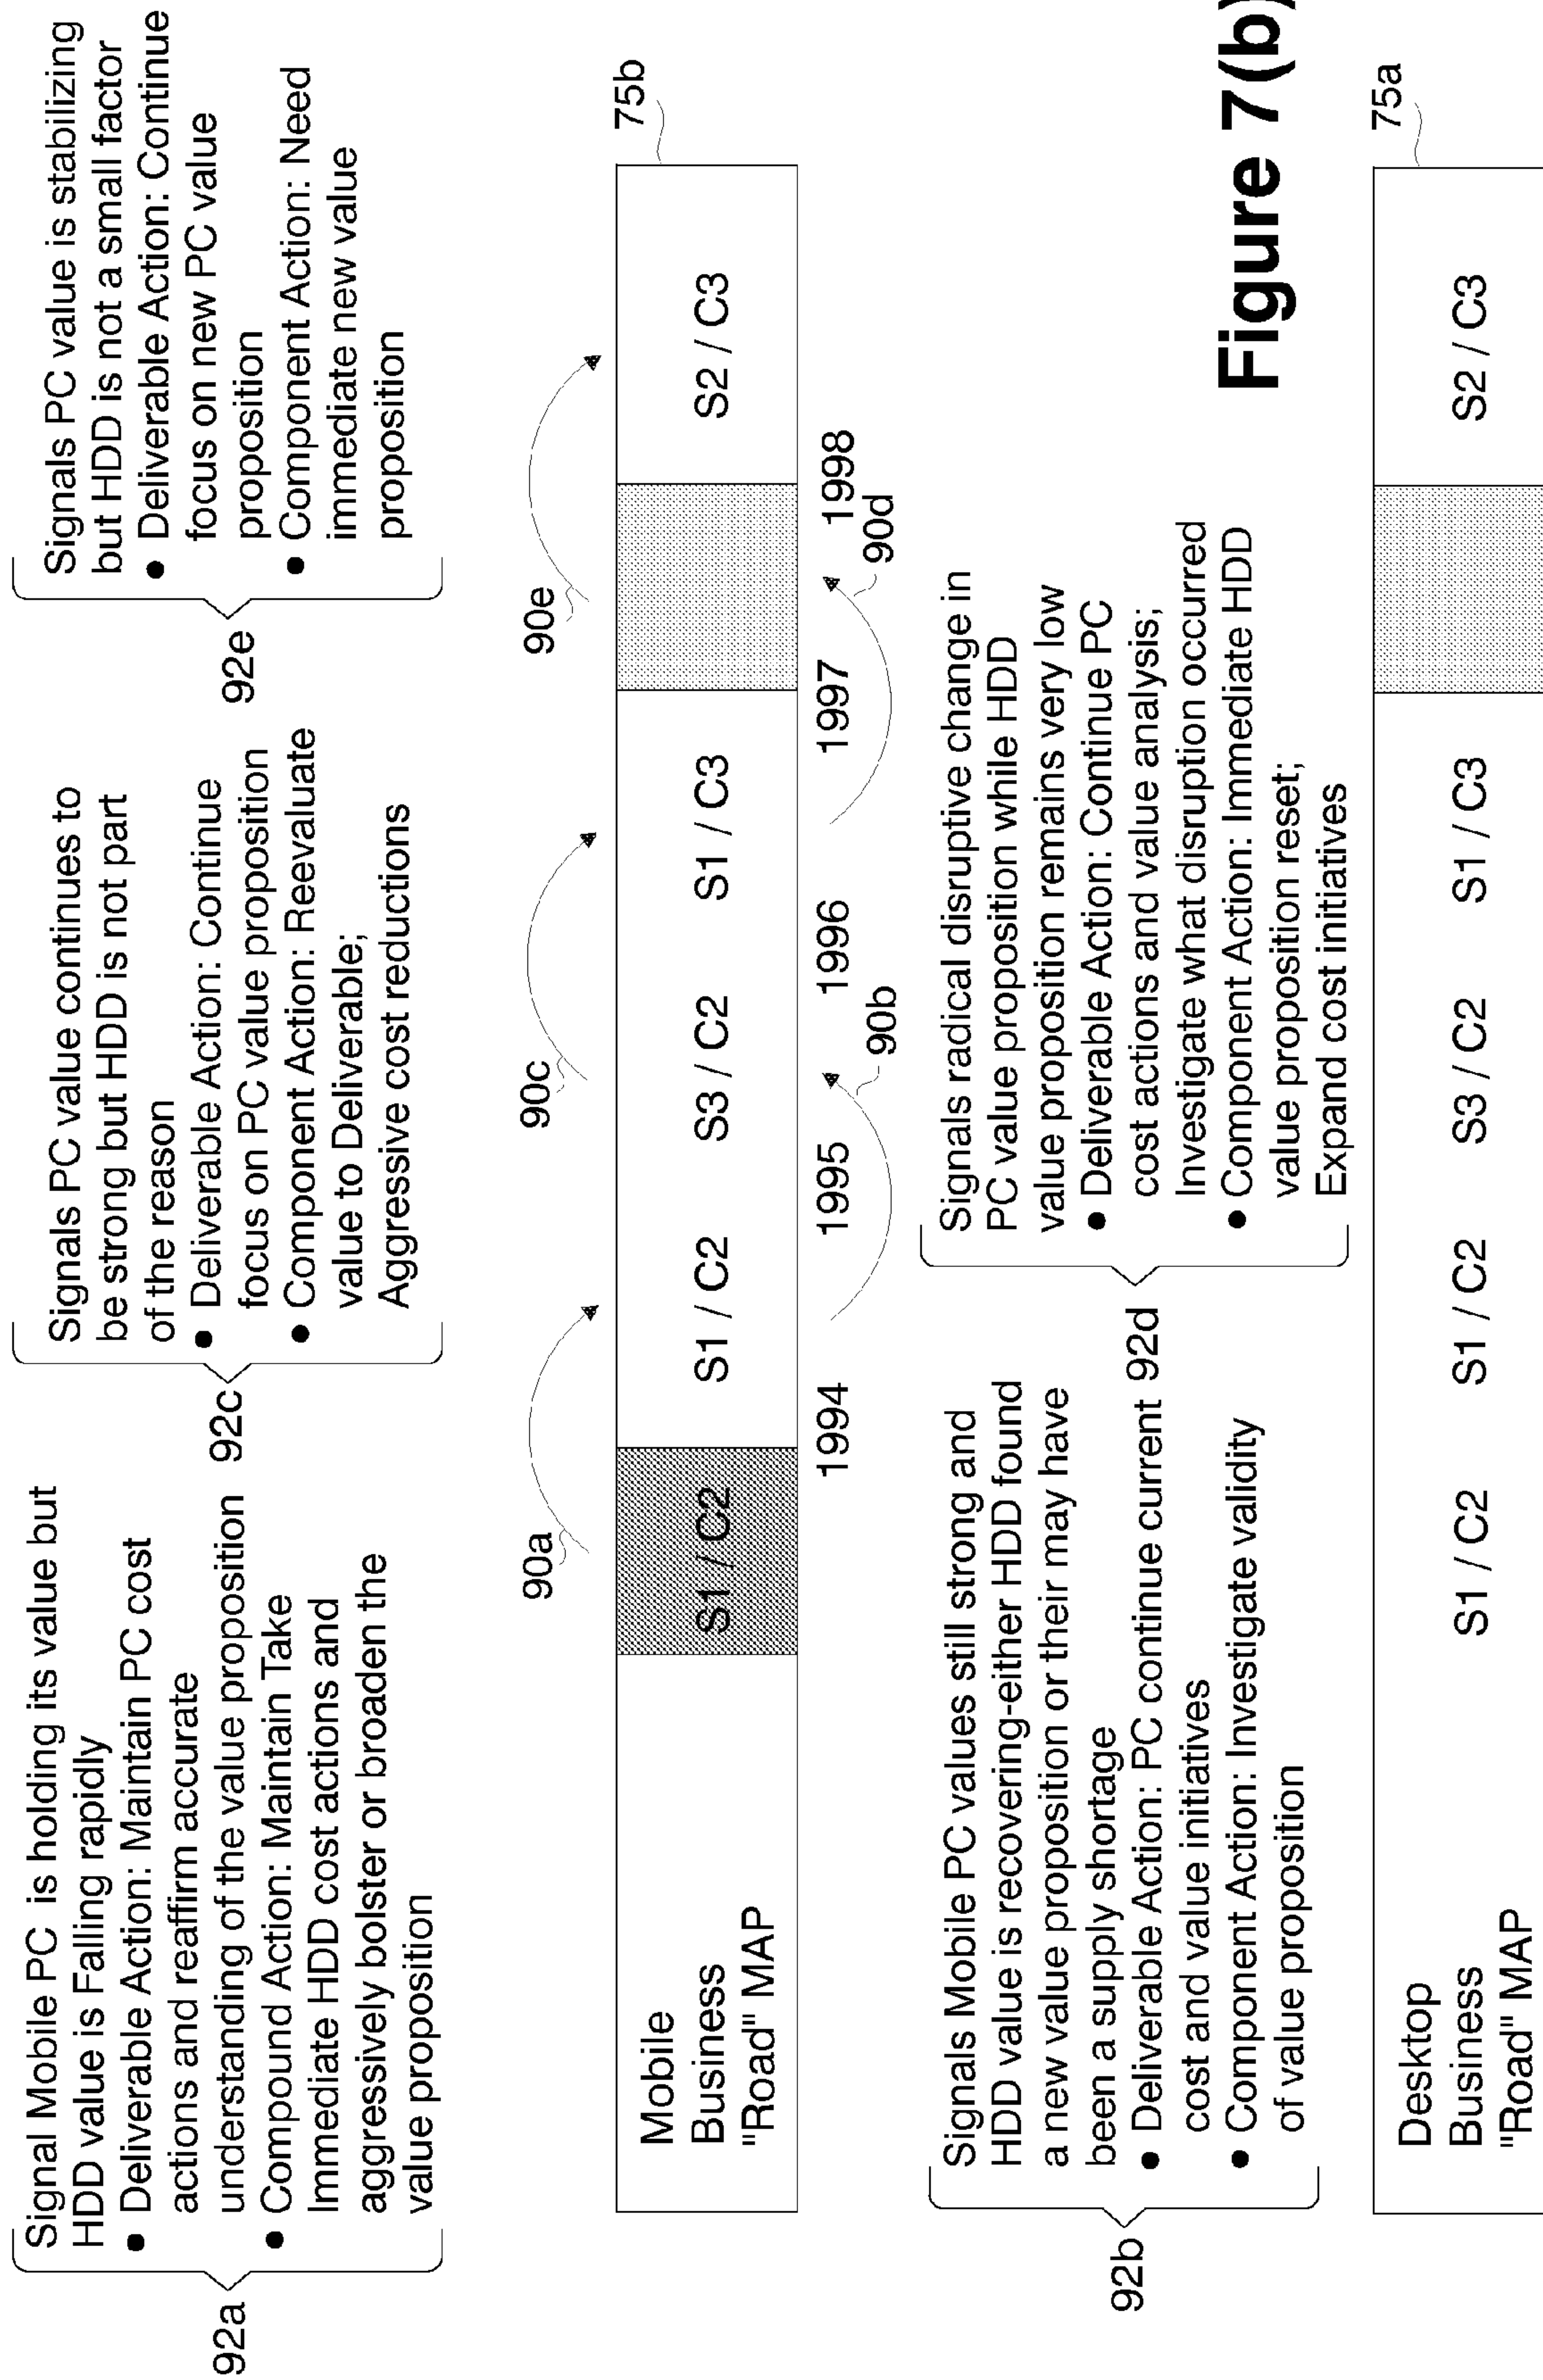 92a
Signal Mobile PC is holding its value but
HDD value is Falling rapidly
● Deliverable Action: Maintain PC cost
actions and reaffirm accurate
understanding of the value proposition
● Compound Action: Maintain Take
Immediate HDD cost actions and
aggressively bolster or broaden the
value proposition
92c
Signals PC value continues to
be strong but HDD is not part
of the reason
● Deliverable Action: Continue
focus on PC value proposition
● Component Action: Reevaluate
value to Deliverable;
Aggressive cost reductions
92e
Signals PC value is stabilizing
but HDD is not a small factor
● Deliverable Action: Continue
focus on new PC value
proposition
● Component Action: Need
immediate new value
proposition
90a
90c
90e
75b
Mobile
Business
"Road" MAP
S1 / C2
S1 / C2
S3 / C2
S1 / C3
S2 / C3
1994
1995
1996
1997
1998
90b
90d
92b
Signals Mobile PC values still strong and
HDD value is recovering-either HDD found
a new value proposition or their may have
been a supply shortage
● Deliverable Action: PC continue current
cost and value initiatives
● Component Action: Investigate validity
of value proposition
92d
Signals radical disruptive change in
PC value proposition while HDD
value proposition remains very low
● Deliverable Action: Continue PC
cost actions and value analysis;
Investigate what disruption occurred
● Component Action: Immediate HDD
value proposition reset;
Expand cost initiatives
Figure 7(b)
75a
Desktop
Business
"Road" MAP
S1 / C2
S1 / C2
S3 / C2
S1 / C3
S2 / C3